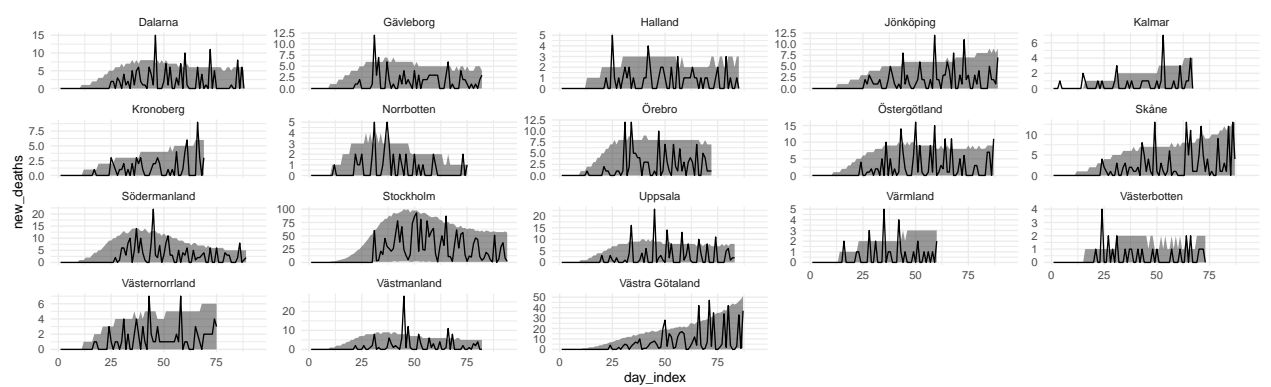 Dalarna Gävleborg Halland Jönköping Kalmar
15 10 5 0
12.5 10.0 7.5 5.0 2.5 0.0
5 4 3 2 1 0
12.5 10.0 7.5 5.0 2.5 0.0
6 4 2 0
Kronoberg Norrbotten Örebro Östergötland Skåne
7.5 5.0 2.5 0.0
5 4 3 2 1 0
12.5 10.0 7.5 5.0 2.5 0.0
15 10 5 0
10 5 0
Södermanland Stockholm Uppsala Värmland Västerbotten
20 15 10 5 0
100 75 50 25 0
20 15 10 5 0
5 4 3 2 1 0
4 3 2 1 0
0 25 50 75
0 25 50 75
Västernorrland Västmanland Västra Götaland
6 4 2 0
20 10 0
50 40 30 20 10 0
0 25 50 75
0 25 50 75
0 25 50 75
day_index
new_deaths